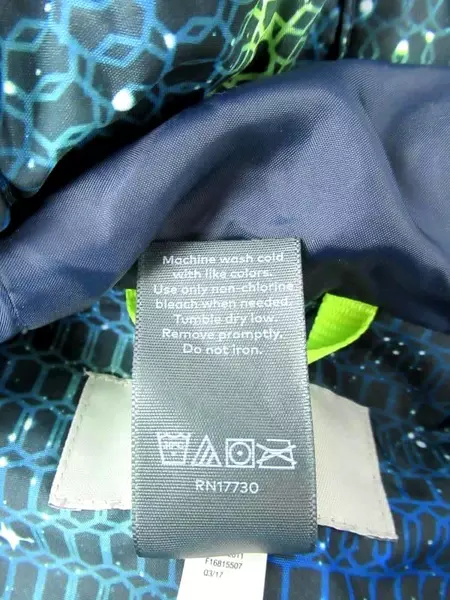 Machine wash cold
with like colors.
Use only non-chlorine
bleach when needed.
Tumble dry low.
Remove promptly.
Do not iron.
RN17730
F16815507
03/17